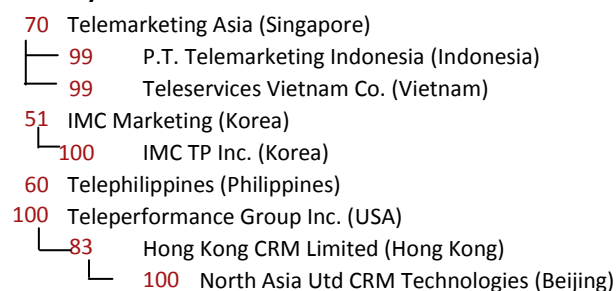 70 Telemarketing Asia (Singapore)
99 P.T. Telemarketing Indonesia (Indonesia)
99 Teleservices Vietnam Co. (Vietnam)
51 IMC Marketing (Korea)
100 IMC TP Inc. (Korea)
60 Telephilippines (Philippines)
100 Teleperformance Group Inc. (USA)
83 Hong Kong CRM Limited (Hong Kong)
100 North Asia Utd CRM Technologies (Beijing)